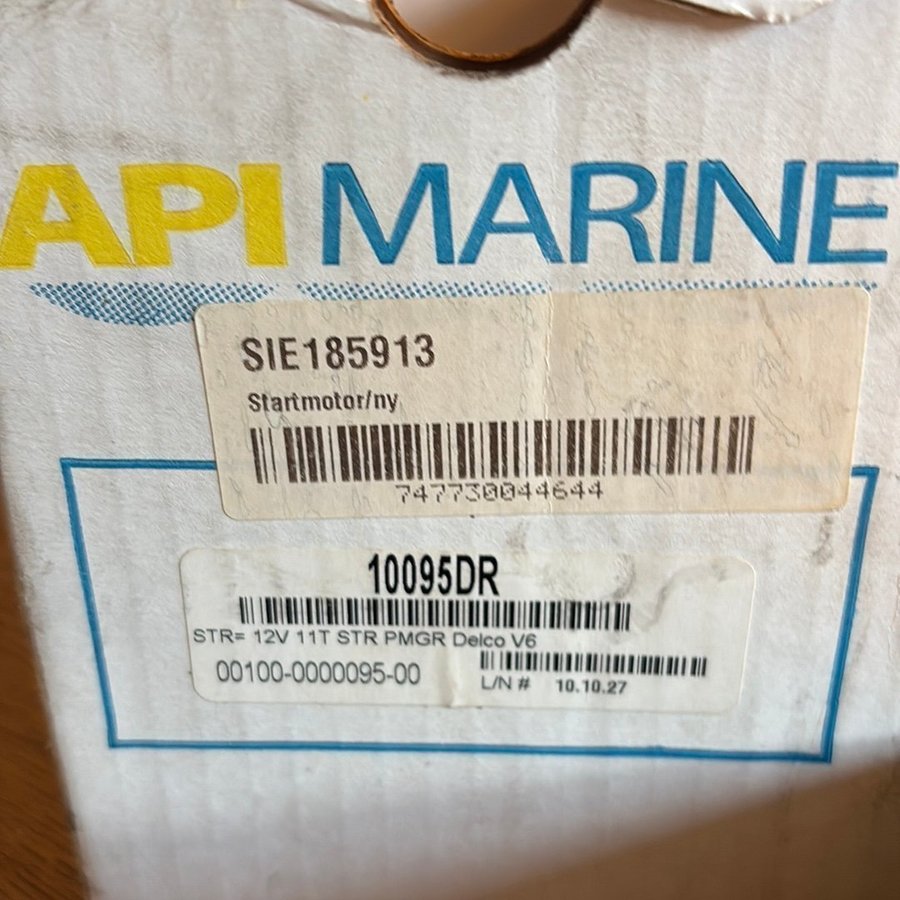 API MARINE
SIE185913
Startmotor/ny
747730044644
10095DR
STR= 12V 11T STR PMGR Delco V6
00100-0000095-00
L/N # 10.10.27